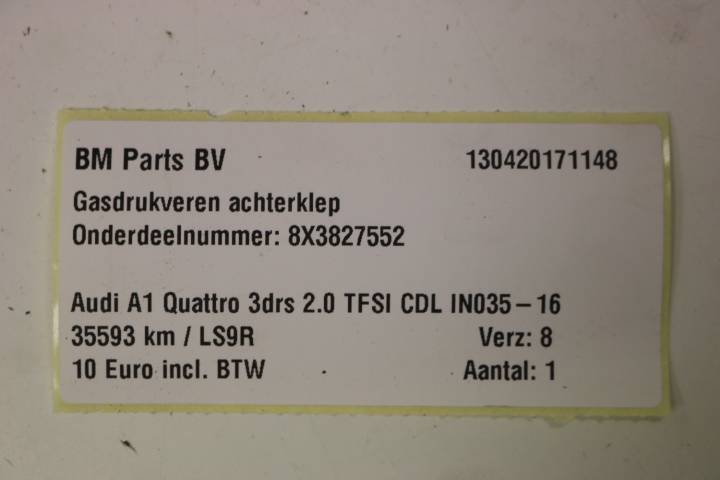 BM Parts BV 130420171148
Gasdrukveren achterklep
Onderdeelnummer: 8X3827552
Audi A1 Quattro 3drs 2.0 TFSI CDL IN035-16
35593 km / LS9R Verz: 8
10 Euro incl. BTW Aantal: 1